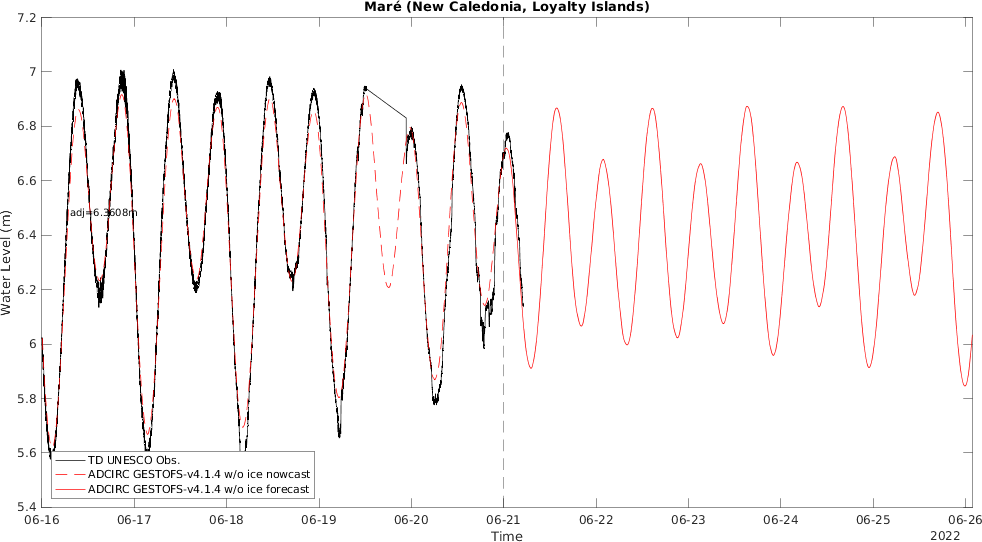 Maré (New Caledonia, Loyalty Islands)
7.2
7
6.8
6.6
6.4
6.2
6
5.8
5.6
5.4
Water Level (m)
adj=6.3608m
TD UNESCO Obs.
ADCIRC GESTOFS-v4.1.4 w/o ice nowcast
ADCIRC GESTOFS-v4.1.4 w/o ice forecast
06-16 06-17 06-18 06-19 06-20 06-21 06-22 06-23 06-24 06-25 06-26
Time
2022